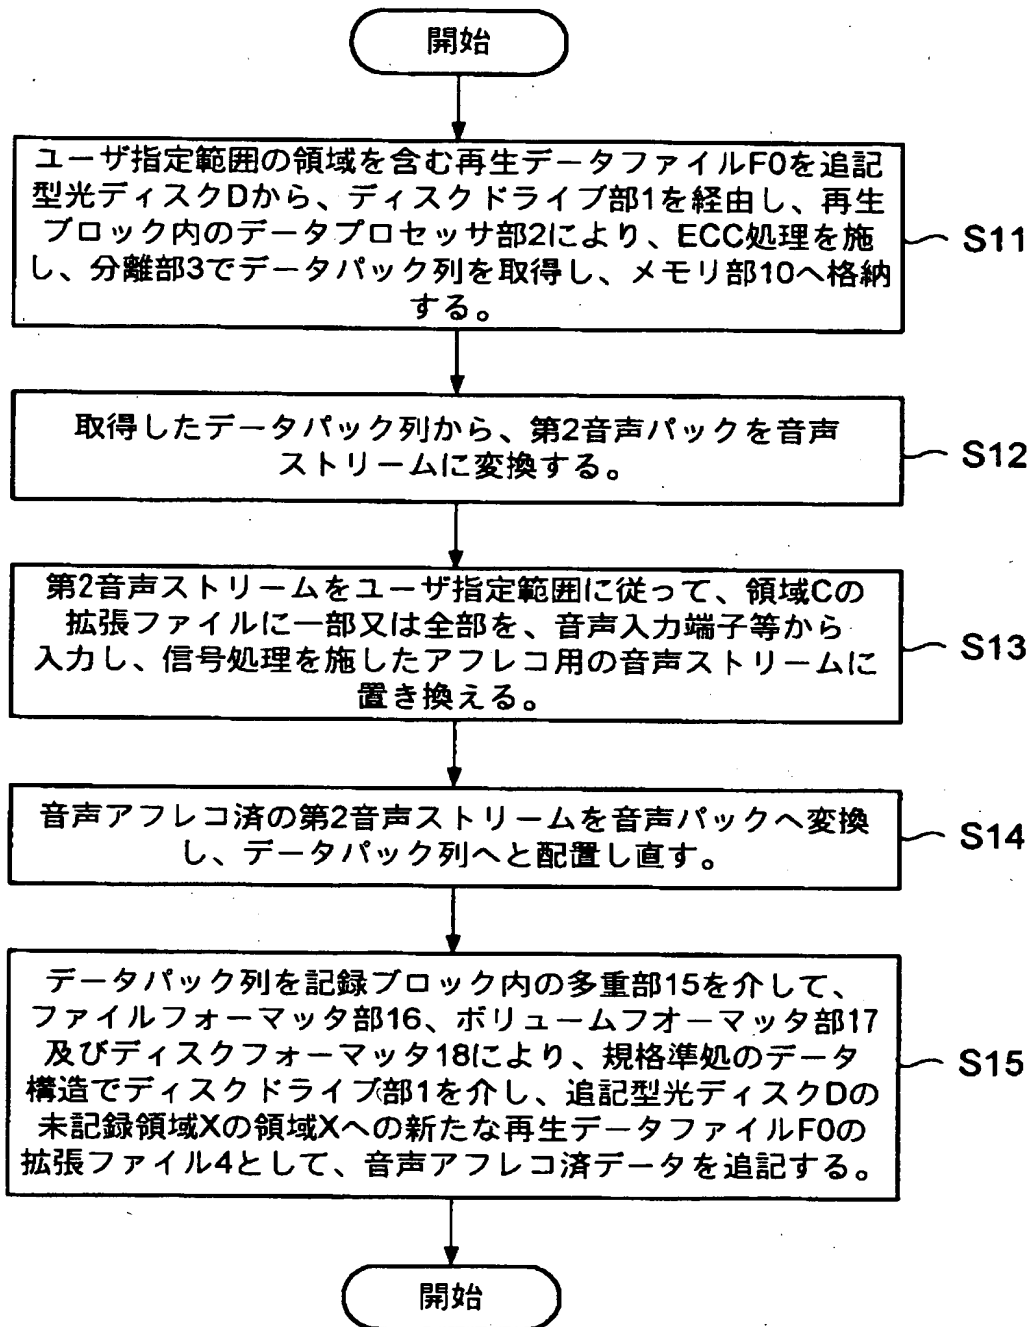 開始
ユーザ指定範囲の領域を含む再生データファイルF0を追記
型光ディスクDから、ディスクドライブ部1を経由し、再生
ブロック内のデータプロセッサ部2により、ECC処理を施
し、分離部3でデータパック列を取得し、メモリ部10へ格納
する。
S11
取得したデータパック列から、第2音声パックを音声
ストリームに変換する。
S12
第2音声ストリームをユーザ指定範囲に従って、領域Cの
拡張ファイルに一部又は全部を、音声入力端子等から
入力し、信号処理を施したアフレコ用の音声ストリームに
置き換える。
S13
音声アフレコ済の第2音声ストリームを音声パックへ変換
し、データパック列へと配置し直す。
S14
データパック列を記録ブロック内の多重部15を介して、
ファイルフォーマッタ部16、ボリュームフオーマッタ部17
及びディスクフォーマッタ18により、規格準処のデータ
構造でディスクドライブ部1を介し、追記型光ディスクDの
未記録領域Xの領域Xへの新たな再生データファイルF0の
拡張ファイル4として、音声アフレコ済データを追記する。
S15
開始